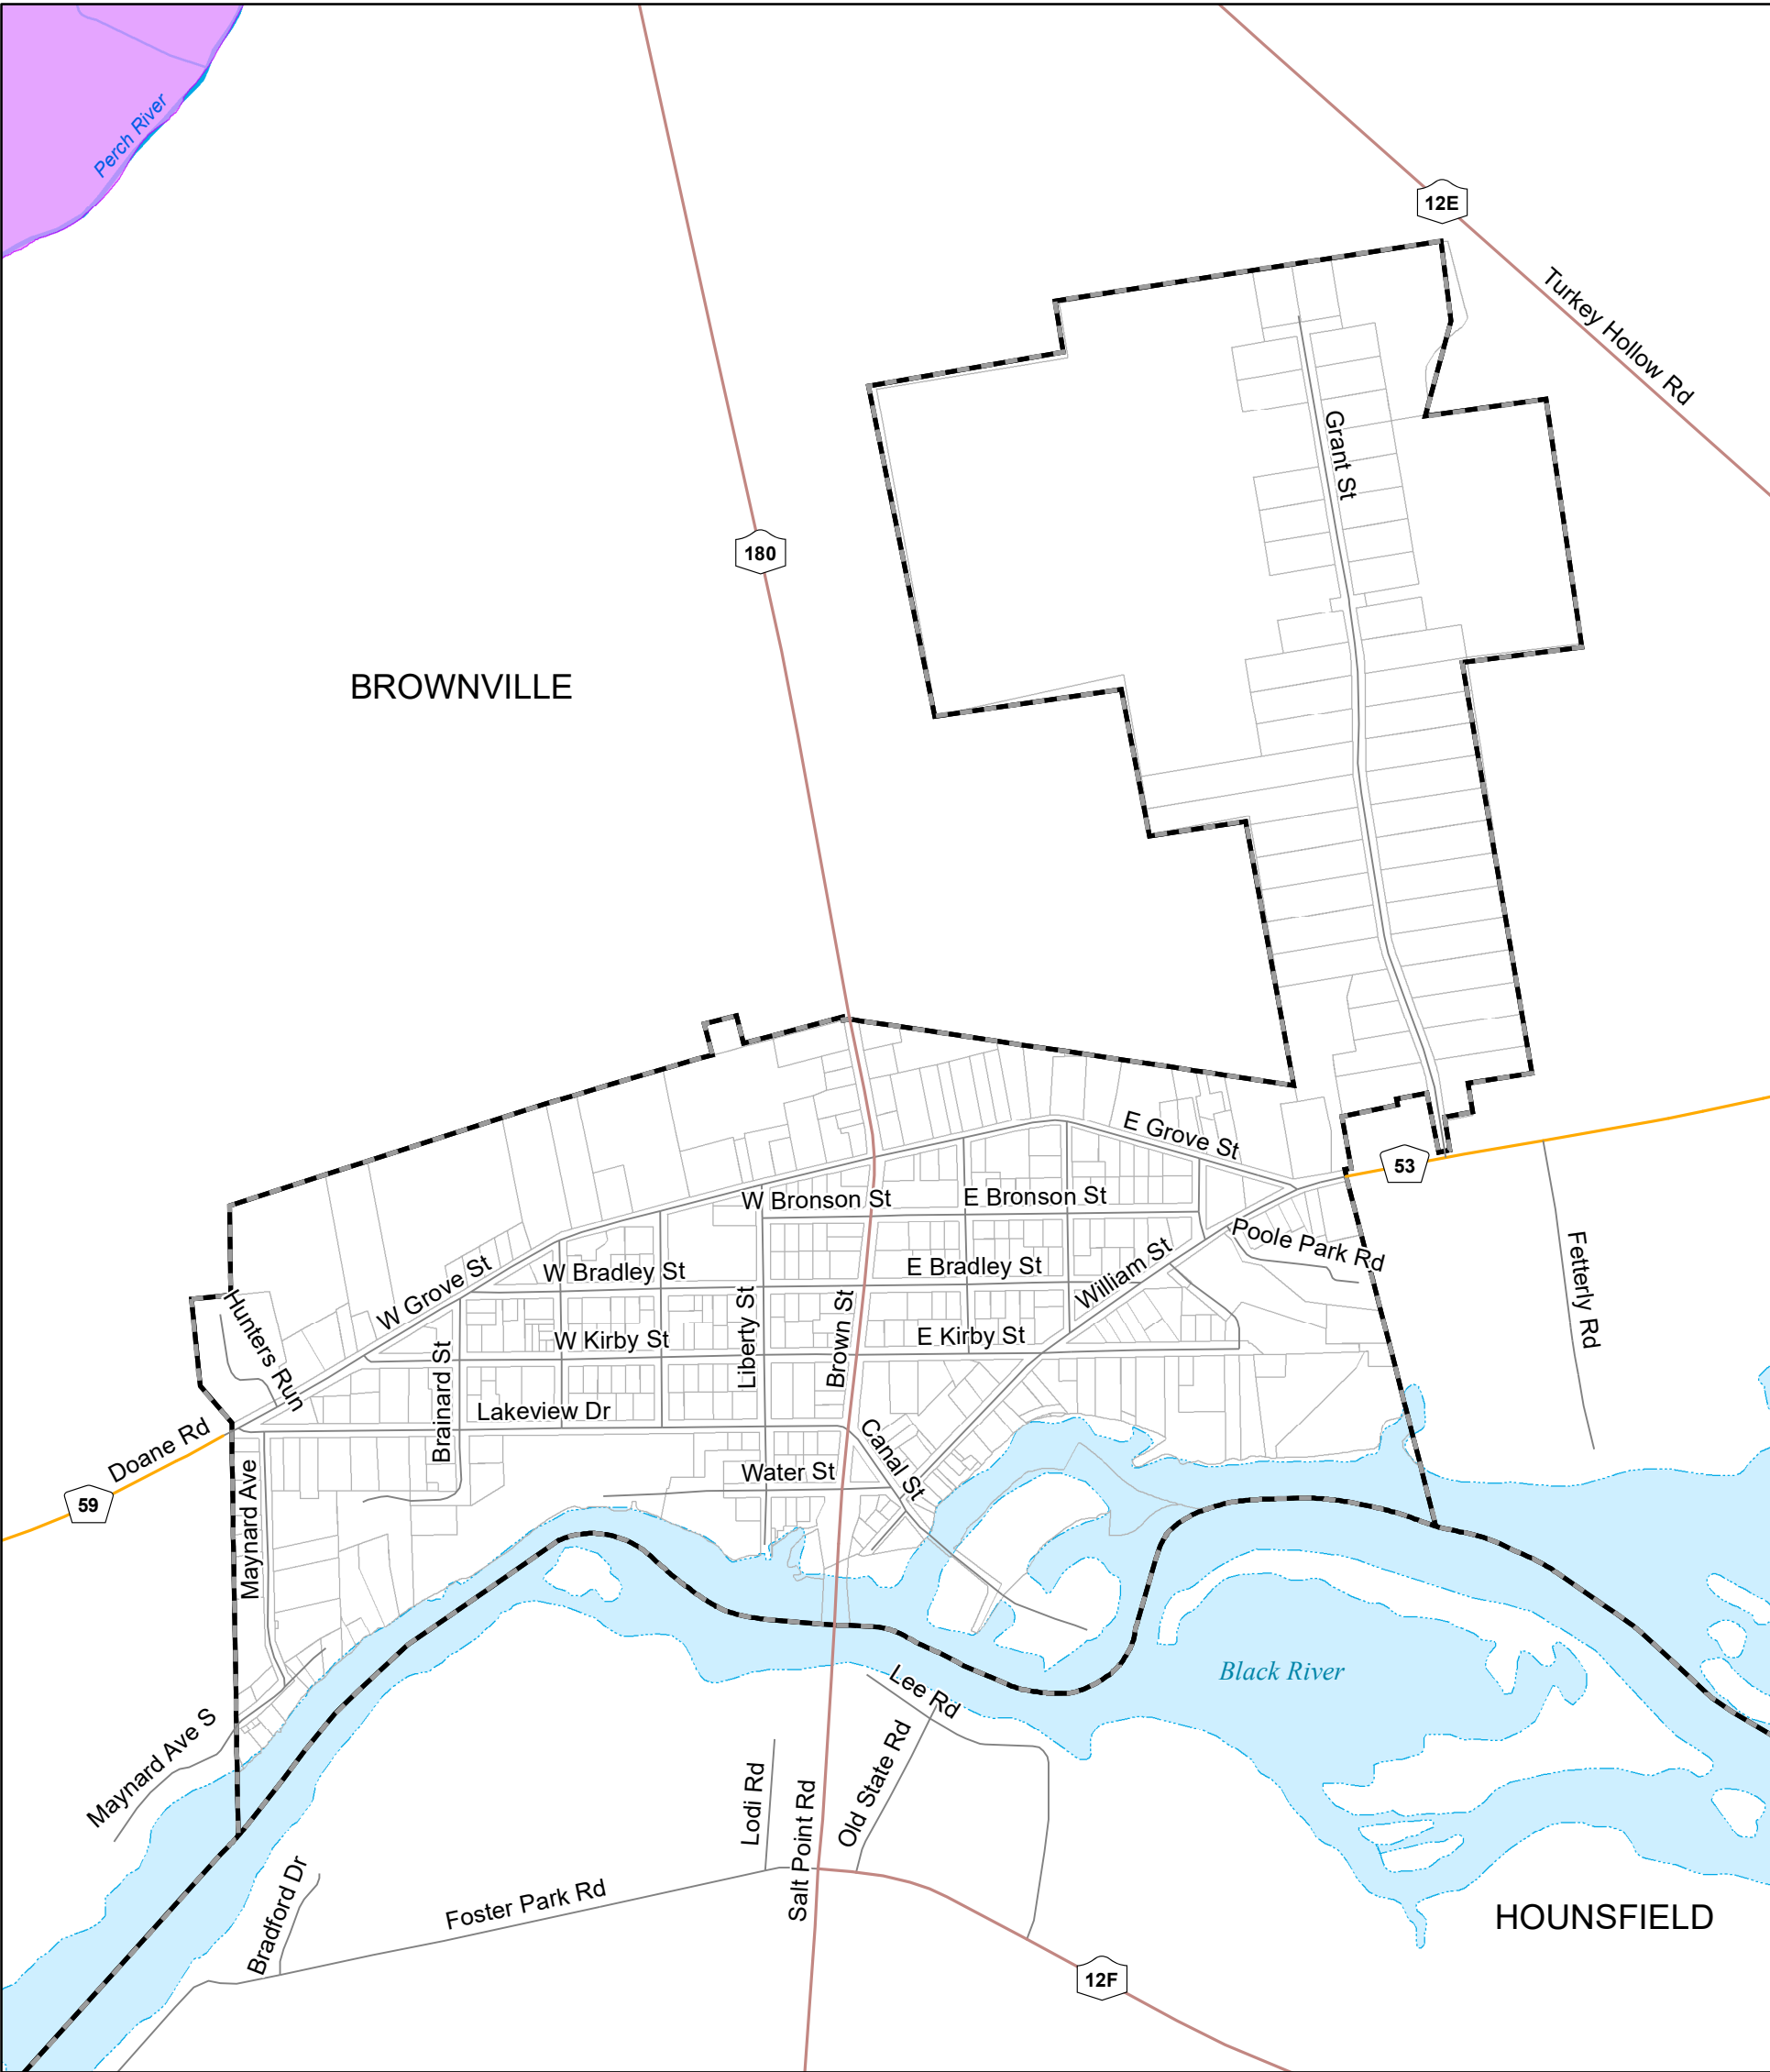 Perch River
12E
Turkey Hollow Rd
Grant St
180
BROWNVILLE
E Grove St
53
W Bronson St
E Bronson St
Poole Park Rd
Fetterly Rd
W Bradley St
E Bradley St
William St
W Grove St
Hunters Run
W Kirby St
E Kirby St
Liberty St
Brown St
Brainard St
Lakeview Dr
Doane Rd
59
Maynard Ave
Water St
Canal St
Black River
Lee Rd
Maynard Ave S
Old State Rd
Lodi Rd
Salt Point Rd
Bradford Dr
Foster Park Rd
HOUNSFIELD
12F